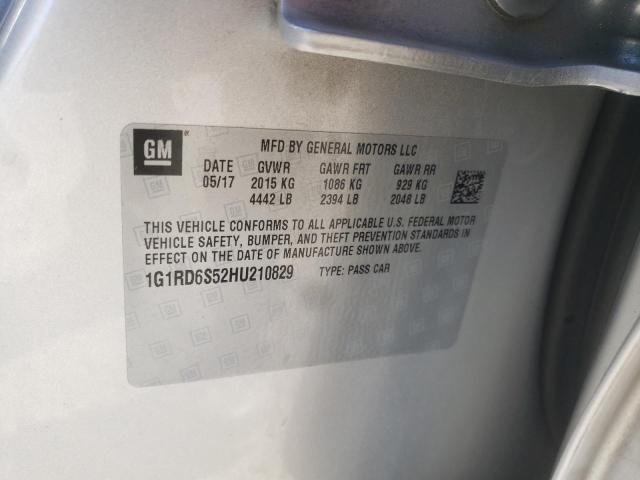 GM
MFD BY GENERAL MOTORS LLC
DATE GVWR GAWR FRT GAWR RR
05/17 2015 KG 1086 KG 929 KG
4442 LB 2394 LB 2048 LB
THIS VEHICLE CONFORMS TO ALL APPLICABLE U.S. FEDERAL MOTOR
VEHICLE SAFETY, BUMPER, AND THEFT PREVENTION STANDARDS IN
EFFECT ON THE DATE OF MANUFACTURE SHOWN ABOVE.
1G1RD6S52HU210829 TYPE: PASS CAR